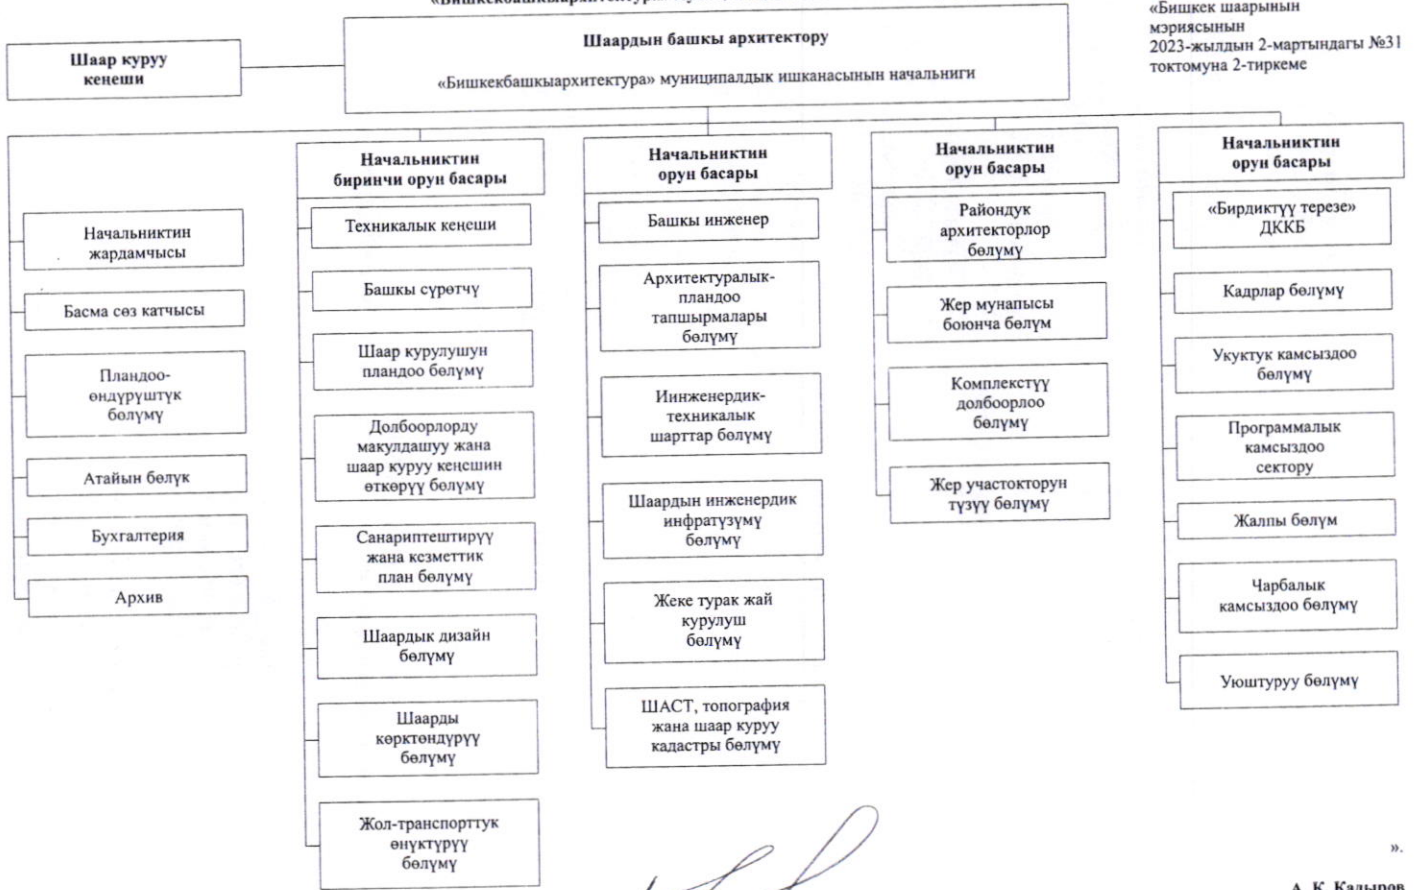 «Бишкек шаарынын
мэриясынын
2023-жылдын 2-мартындагы №31
токтомуна 2-тиркеме
Шаар куруу
кеңеши
Шаардын башкы архитектору
«Бишкекбашкыархитектура» муниципалдык ишканасынын начальниги
Начальниктин
жардамчысы
Басма сөз катчысы
Пландоо-
өндүрүштүк
бөлүмү
Атайын бөлүк
Бухгалтерия
Архив
Начальниктин
биринчи орун басары
Техникалык кеңеши
Башкы сүрөтчү
Шаар курулушун
пландоо бөлүмү
Долбоорлорду
макулдашуу жана
шаар куруу кеңешин
өткөрүү бөлүмү
Санариптештирүү
жана кезметтик
план бөлүмү
Шаардык дизайн
бөлүмү
Шаарды
көрктөндүрүү
бөлүмү
Жол-транспорттук
өнүктүрүү
бөлүмү
Начальниктин
орун басары
Башкы инженер
Архитектуралык-
пландоо
тапшырмалары
бөлүмү
Иинженердик-
техникалык
шарттар бөлүмү
Шаардын инженердик
инфратүзүмү
бөлүмү
Жеке турак жай
курулуш
бөлүмү
ШАСТ, топография
жана шаар куруу
кадастры бөлүмү
Начальниктин
орун басары
Райондук
архитекторлор
бөлүмү
Жер мунапысы
боюнча бөлүм
Комплекстүү
долбоорлоо
бөлүмү
Жер участокторун
түзүү бөлүмү
Начальниктин
орун басары
«Бирдиктүү терезе»
ДККБ
Кадрлар бөлүмү
Укуктук камсыздоо
бөлүмү
Программалык
камсыздоо
сектору
Жалпы бөлүм
Чарбалык
камсыздоо бөлүмү
Уюштуруу бөлүмү
».
А. К. Кадыров